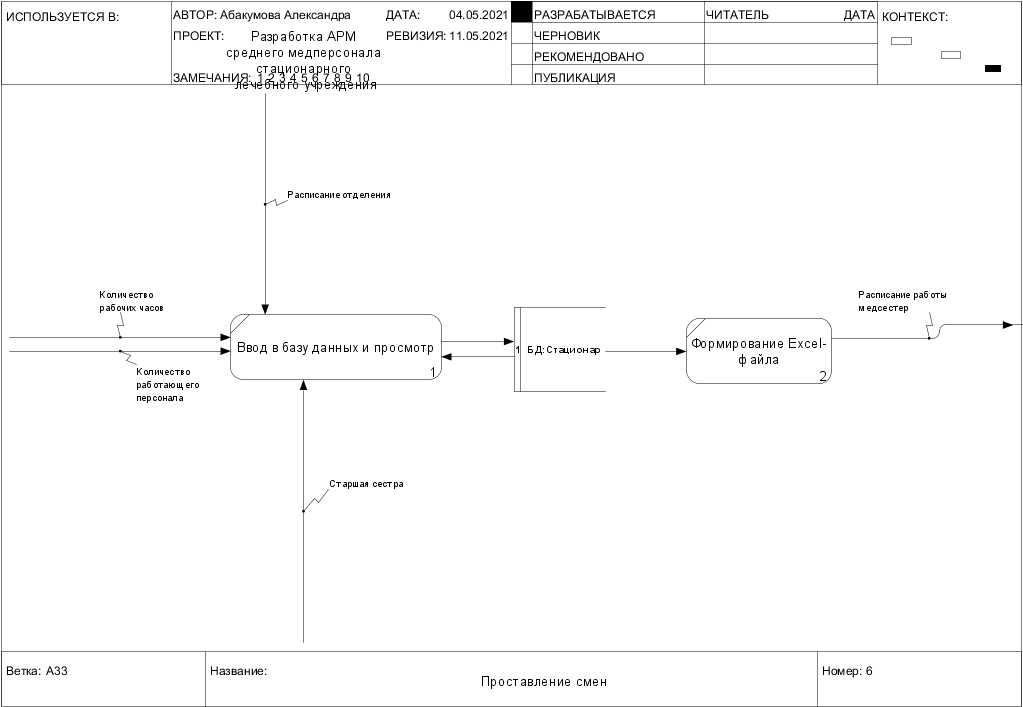 ИСПОЛЬЗУЕТСЯ В:
АВТОР: Абакумова Александра
ДАТА: 04.05.2021
РАЗРАБАТЫВАЕТСЯ
ЧИТАТЕЛЬ
ДАТА
КОНТЕКСТ:
ПРОЕКТ: Разработка АРМ
среднего медперсонала
стационарного
лечебного учреждения
РЕВИЗИЯ: 11.05.2021
ЧЕРНОВИК
РЕКОМЕНДОВАНО
ЗАМЕЧАНИЯ: 1 2 3 4 5 6 7 8 9 10
ПУБЛИКАЦИЯ
Расписание отделения
Количество
рабочих часов
Расписание работы
медсестер
Ввод в базу данных и просмотр
1
1
БД:Стационар
Формирование Excel-
файла
2
Количество
работающего
персонала
Старшая сестра
Ветка: A33
Название:
Проставление смен
Номер: 6